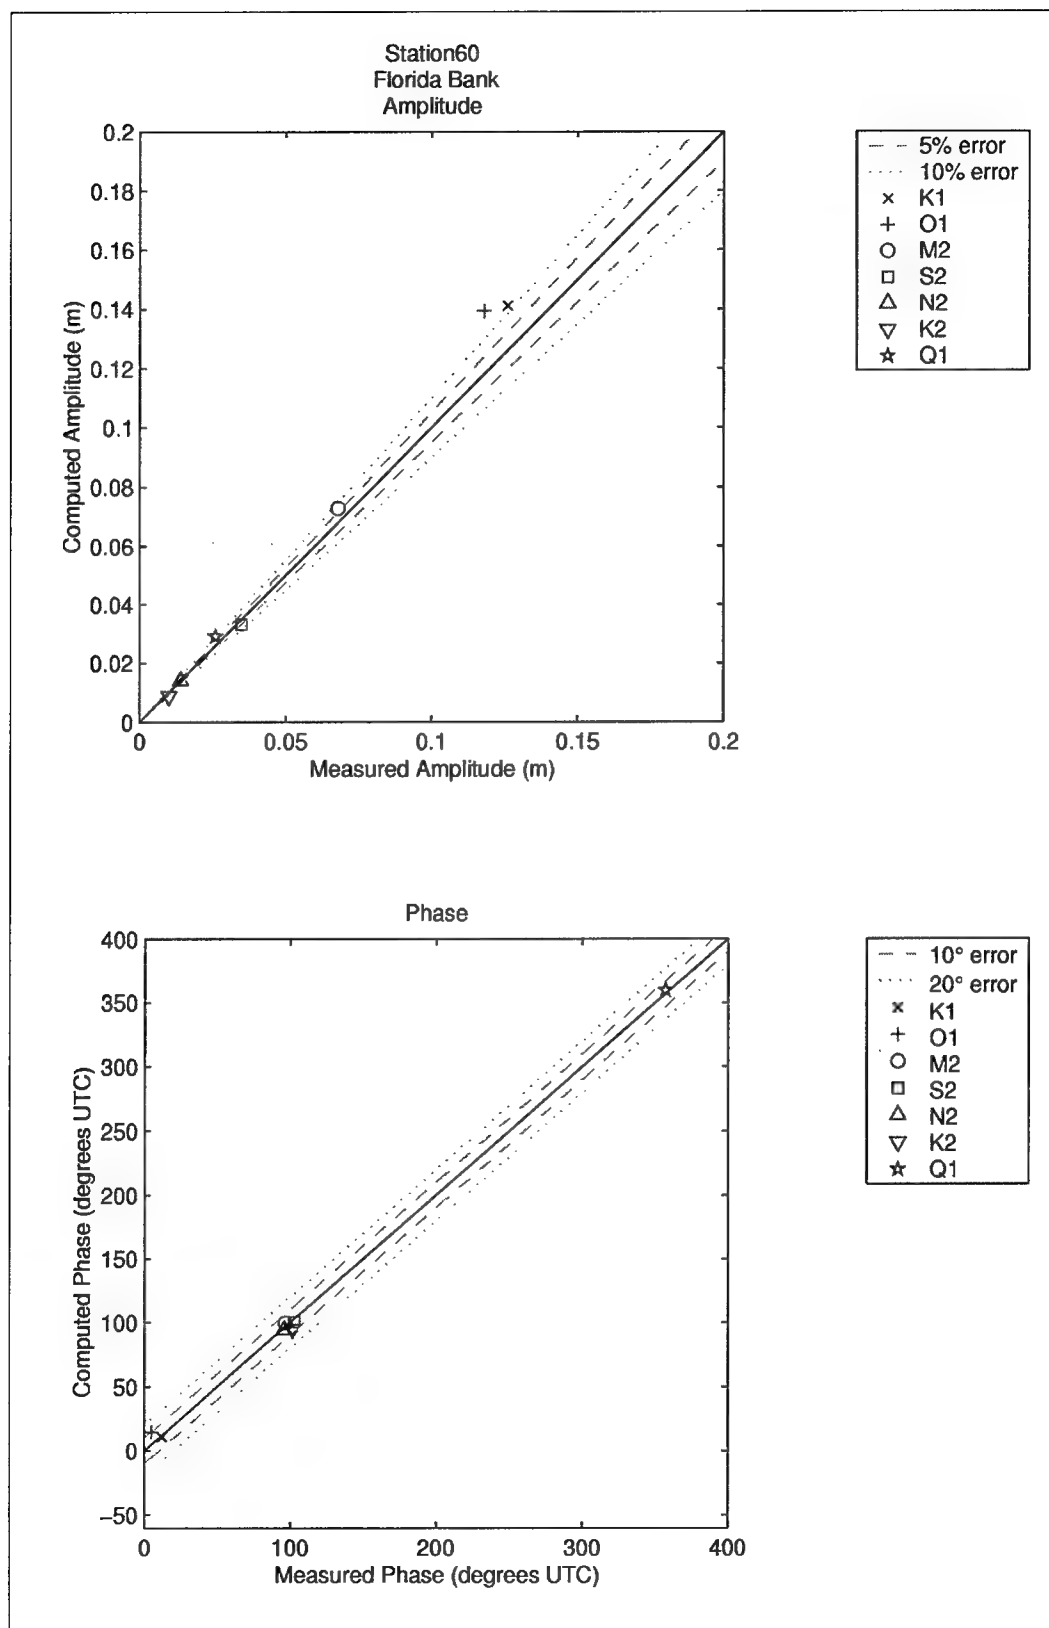 Station60
Florida Bank
Amplitude
0.2
0.18
0.16
0.14
0.12
0.1
0.08
0.06
0.04
0.02
0
Computed Amplitude (m)
0 0.05 0.1 0.15 0.2
Measured Amplitude (m)
5% error
10% error
K1
O1
M2
S2
N2
K2
Q1
Phase
400
350
300
250
200
150
100
50
0
−50
Computed Phase (degrees UTC)
0 100 200 300 400
Measured Phase (degrees UTC)
10° error
20° error
K1
O1
M2
S2
N2
K2
Q1